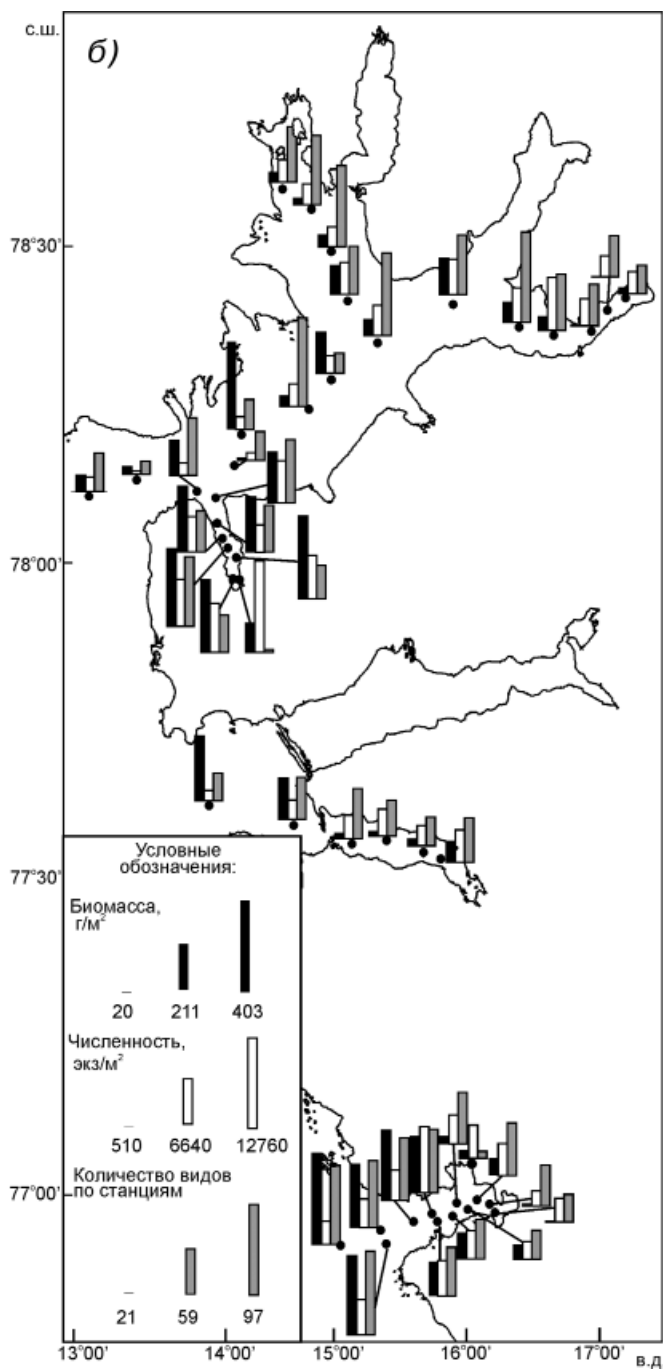 с.ш.
б)
78°30'
78°00'
77°30'
77°00'
Условные
обозначения:
Биомасса,
г/м²
20 211 403
Численность,
экз/м²
510 6640 12760
Количество видов
по станциям
21 59 97
13°00' 14°00' 15°00' 16°00' 17°00' в.д.